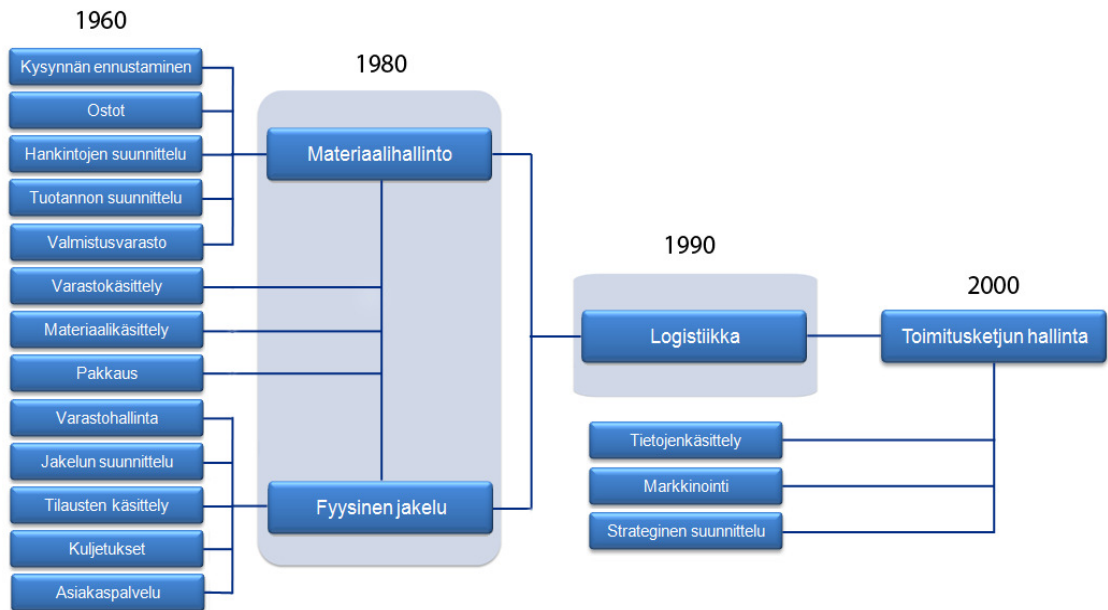 1960
Kysynnän ennustaminen
Ostot
Hankintojen suunnittelu
Tuotannon suunnittelu
Valmistusvarasto
Varastokäsittely
Materiaalikäsittely
Pakkaus
Varastohallinta
Jakelun suunnittelu
Tilausten käsittely
Kuljetukset
Asiakaspalvelu
1980
Materiaalihallinto
Fyysinen jakelu
1990
Logistiikka
2000
Toimitusketjun hallinta
Tietojenkäsittely
Markkinointi
Strateginen suunnittelu